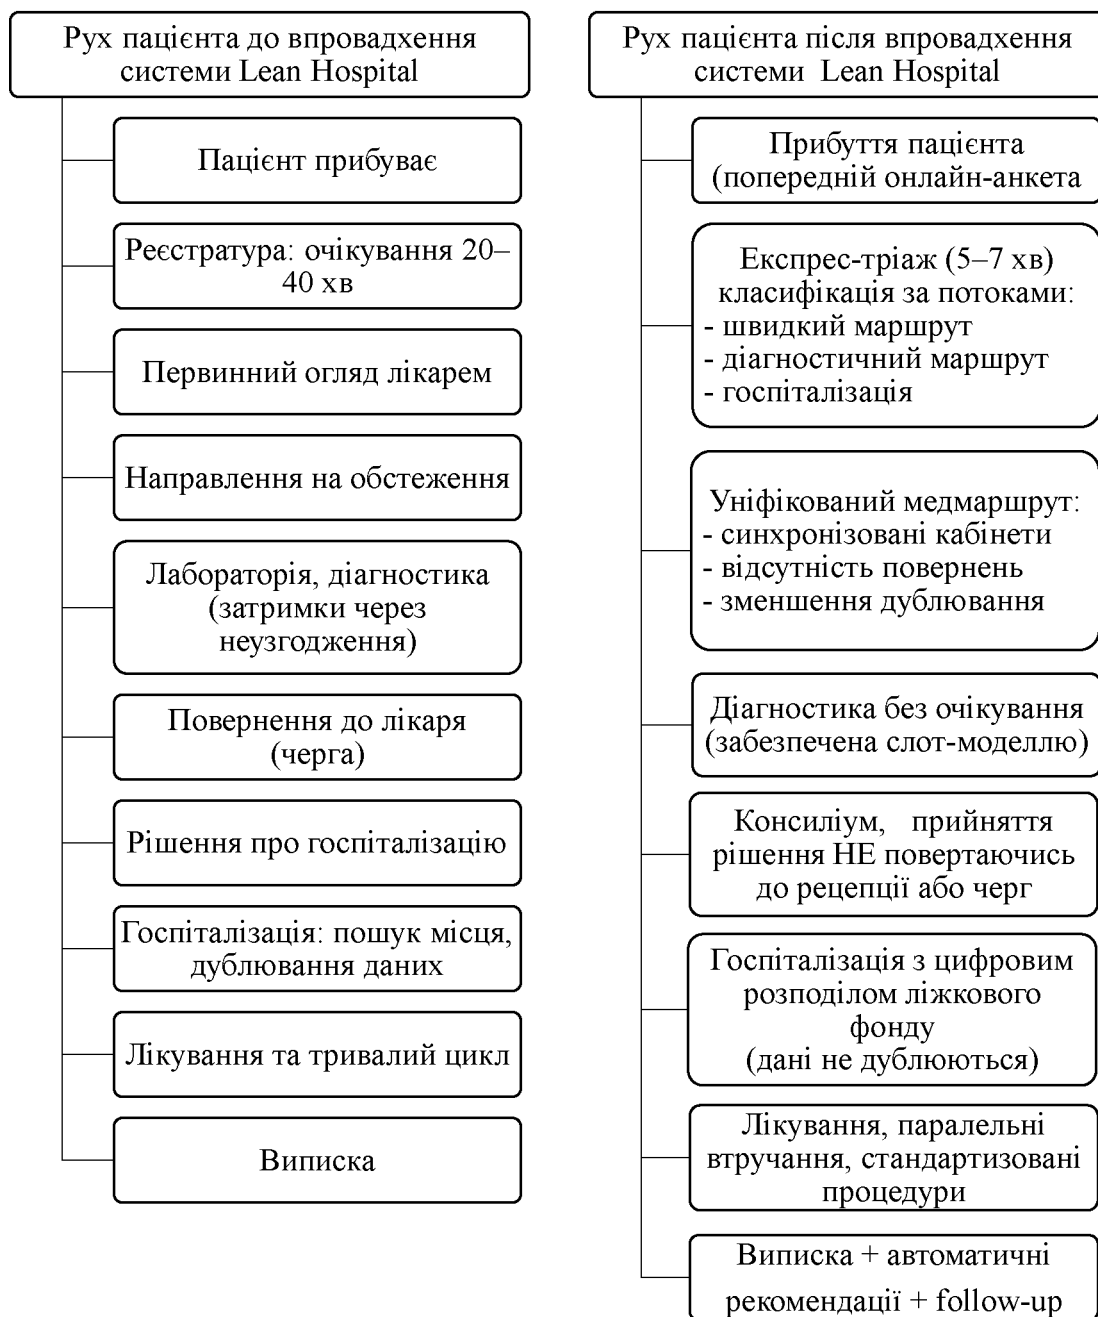 Рух пацієнта до впровадхення
системи Lean Hospital
Пацієнт прибуває
Реєстратура: очікування 20–
40 хв
Первинний огляд лікарем
Направлення на обстеження
Лабораторія, діагностика
(затримки через
неузгодження)
Повернення до лікаря
(черга)
Рішення про госпіталізацію
Госпіталізація: пошук місця,
дублювання даних
Лікування та тривалий цикл
Виписка
Рух пацієнта після впровадхення
системи Lean Hospital
Прибуття пацієнта
(попередній онлайн-анкета
Експрес-тріаж (5–7 хв)
класифікація за потоками:
- швидкий маршрут
- діагностичний маршрут
- госпіталізація
Уніфікований медмаршрут:
- синхронізовані кабінети
- відсутність повернень
- зменшення дублювання
Діагностика без очікування
(забезпечена слот-моделлю)
Консиліум, прийняття
рішення НЕ повертаючись
до рецепції або черг
Госпіталізація з цифровим
розподілом ліжкового
фонду
(дані не дублюються)
Лікування, паралельні
втручання, стандартизовані
процедури
Виписка + автоматичні
рекомендації + follow-up